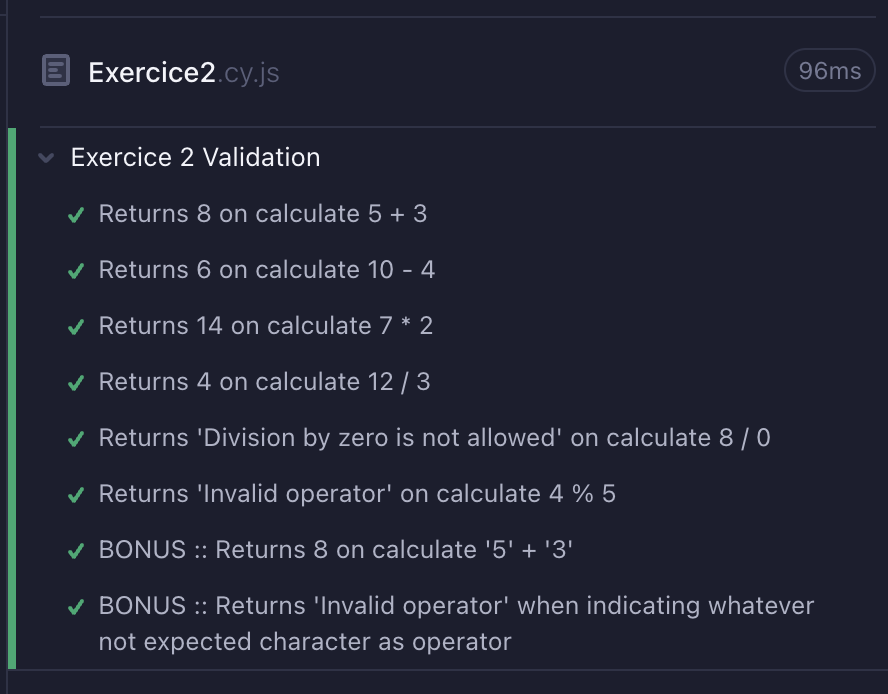 Exercice2.cy.js
96ms
Exercice 2 Validation
Returns 8 on calculate 5 + 3
Returns 6 on calculate 10 - 4
Returns 14 on calculate 7 * 2
Returns 4 on calculate 12 / 3
Returns 'Division by zero is not allowed' on calculate 8 / 0
Returns 'Invalid operator' on calculate 4 % 5
BONUS :: Returns 8 on calculate '5' + '3'
BONUS :: Returns 'Invalid operator' when indicating whatever
not expected character as operator